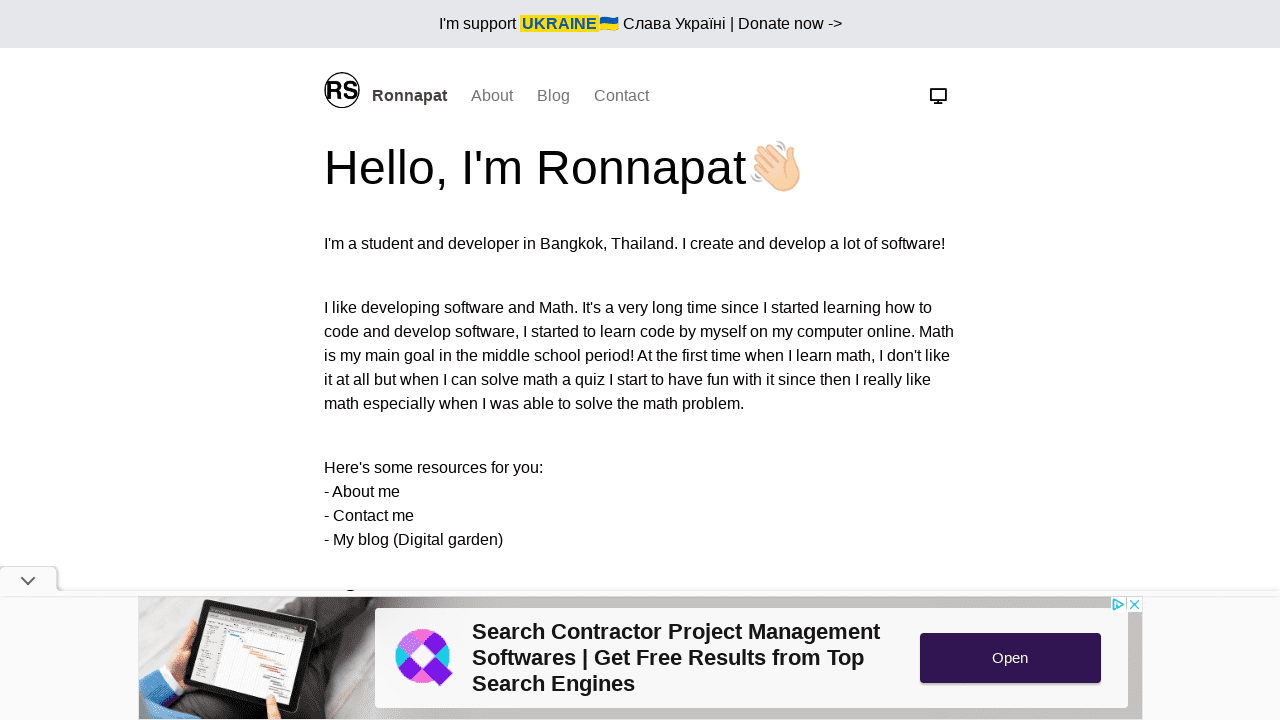 I'm support UKRAINE🇺🇦 Слава Україні | Donate now ->
RS Ronnapat About Blog Contact
Hello, I'm Ronnapat👋🏻
I'm a student and developer in Bangkok, Thailand. I create and develop a lot of software!
I like developing software and Math. It's a very long time since I started learning how to
code and develop software, I started to learn code by myself on my computer online. Math
is my main goal in the middle school period! At the first time when I learn math, I don't like
it at all but when I can solve math a quiz I start to have fun with it since then I really like
math especially when I was able to solve the math problem.
Here's some resources for you:
- About me
- Contact me
- My blog (Digital garden)
Search Contractor Project Management
Softwares | Get Free Results from Top
Search Engines
Open